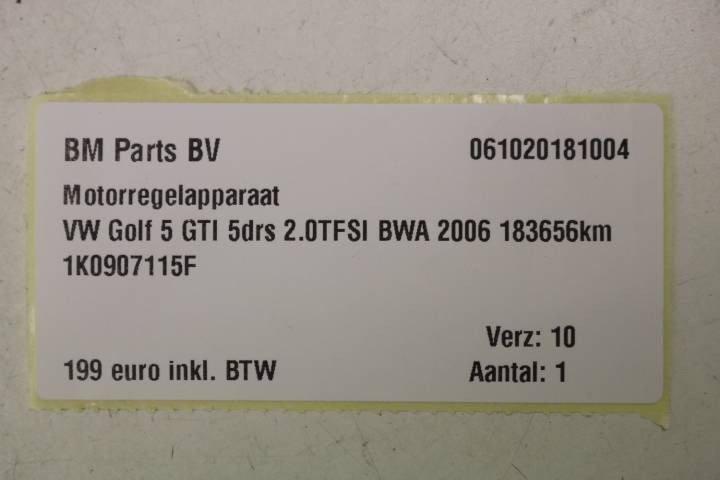 BM Parts BV 061020181004
Motorregelapparaat
VW Golf 5 GTI 5drs 2.0TFSI BWA 2006 183656km
1K0907115F
Verz: 10
199 euro inkl. BTW Aantal: 1